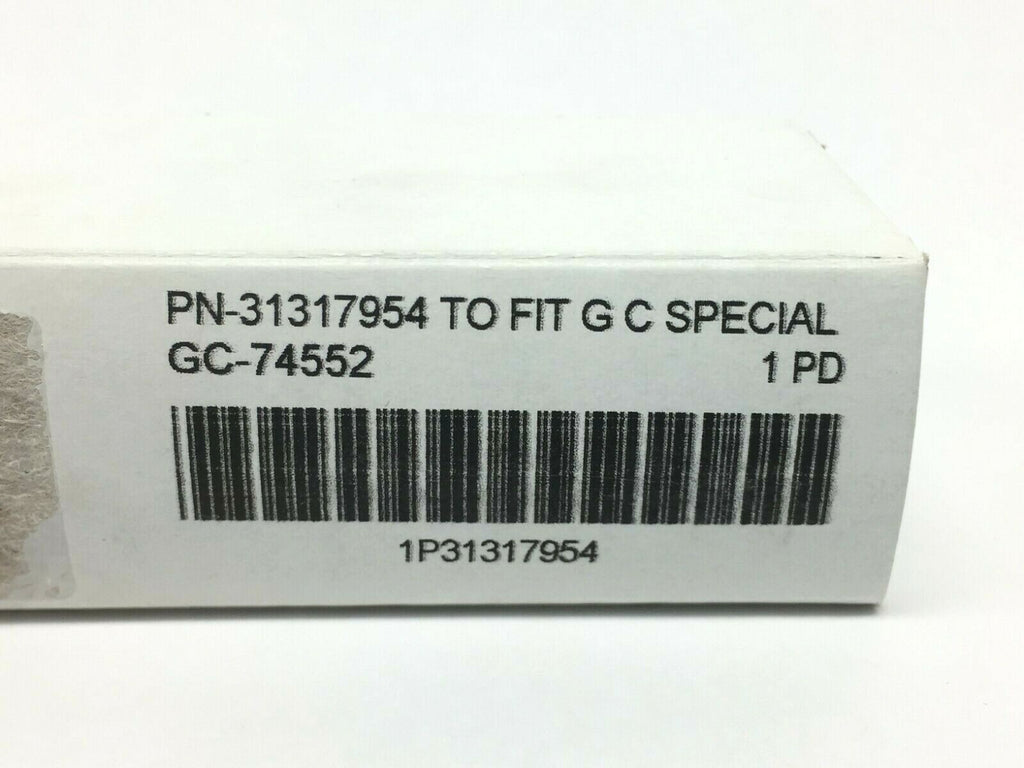 PN-31317954 TO FIT G C SPECIAL
GC-74552 1 PD
1P31317954